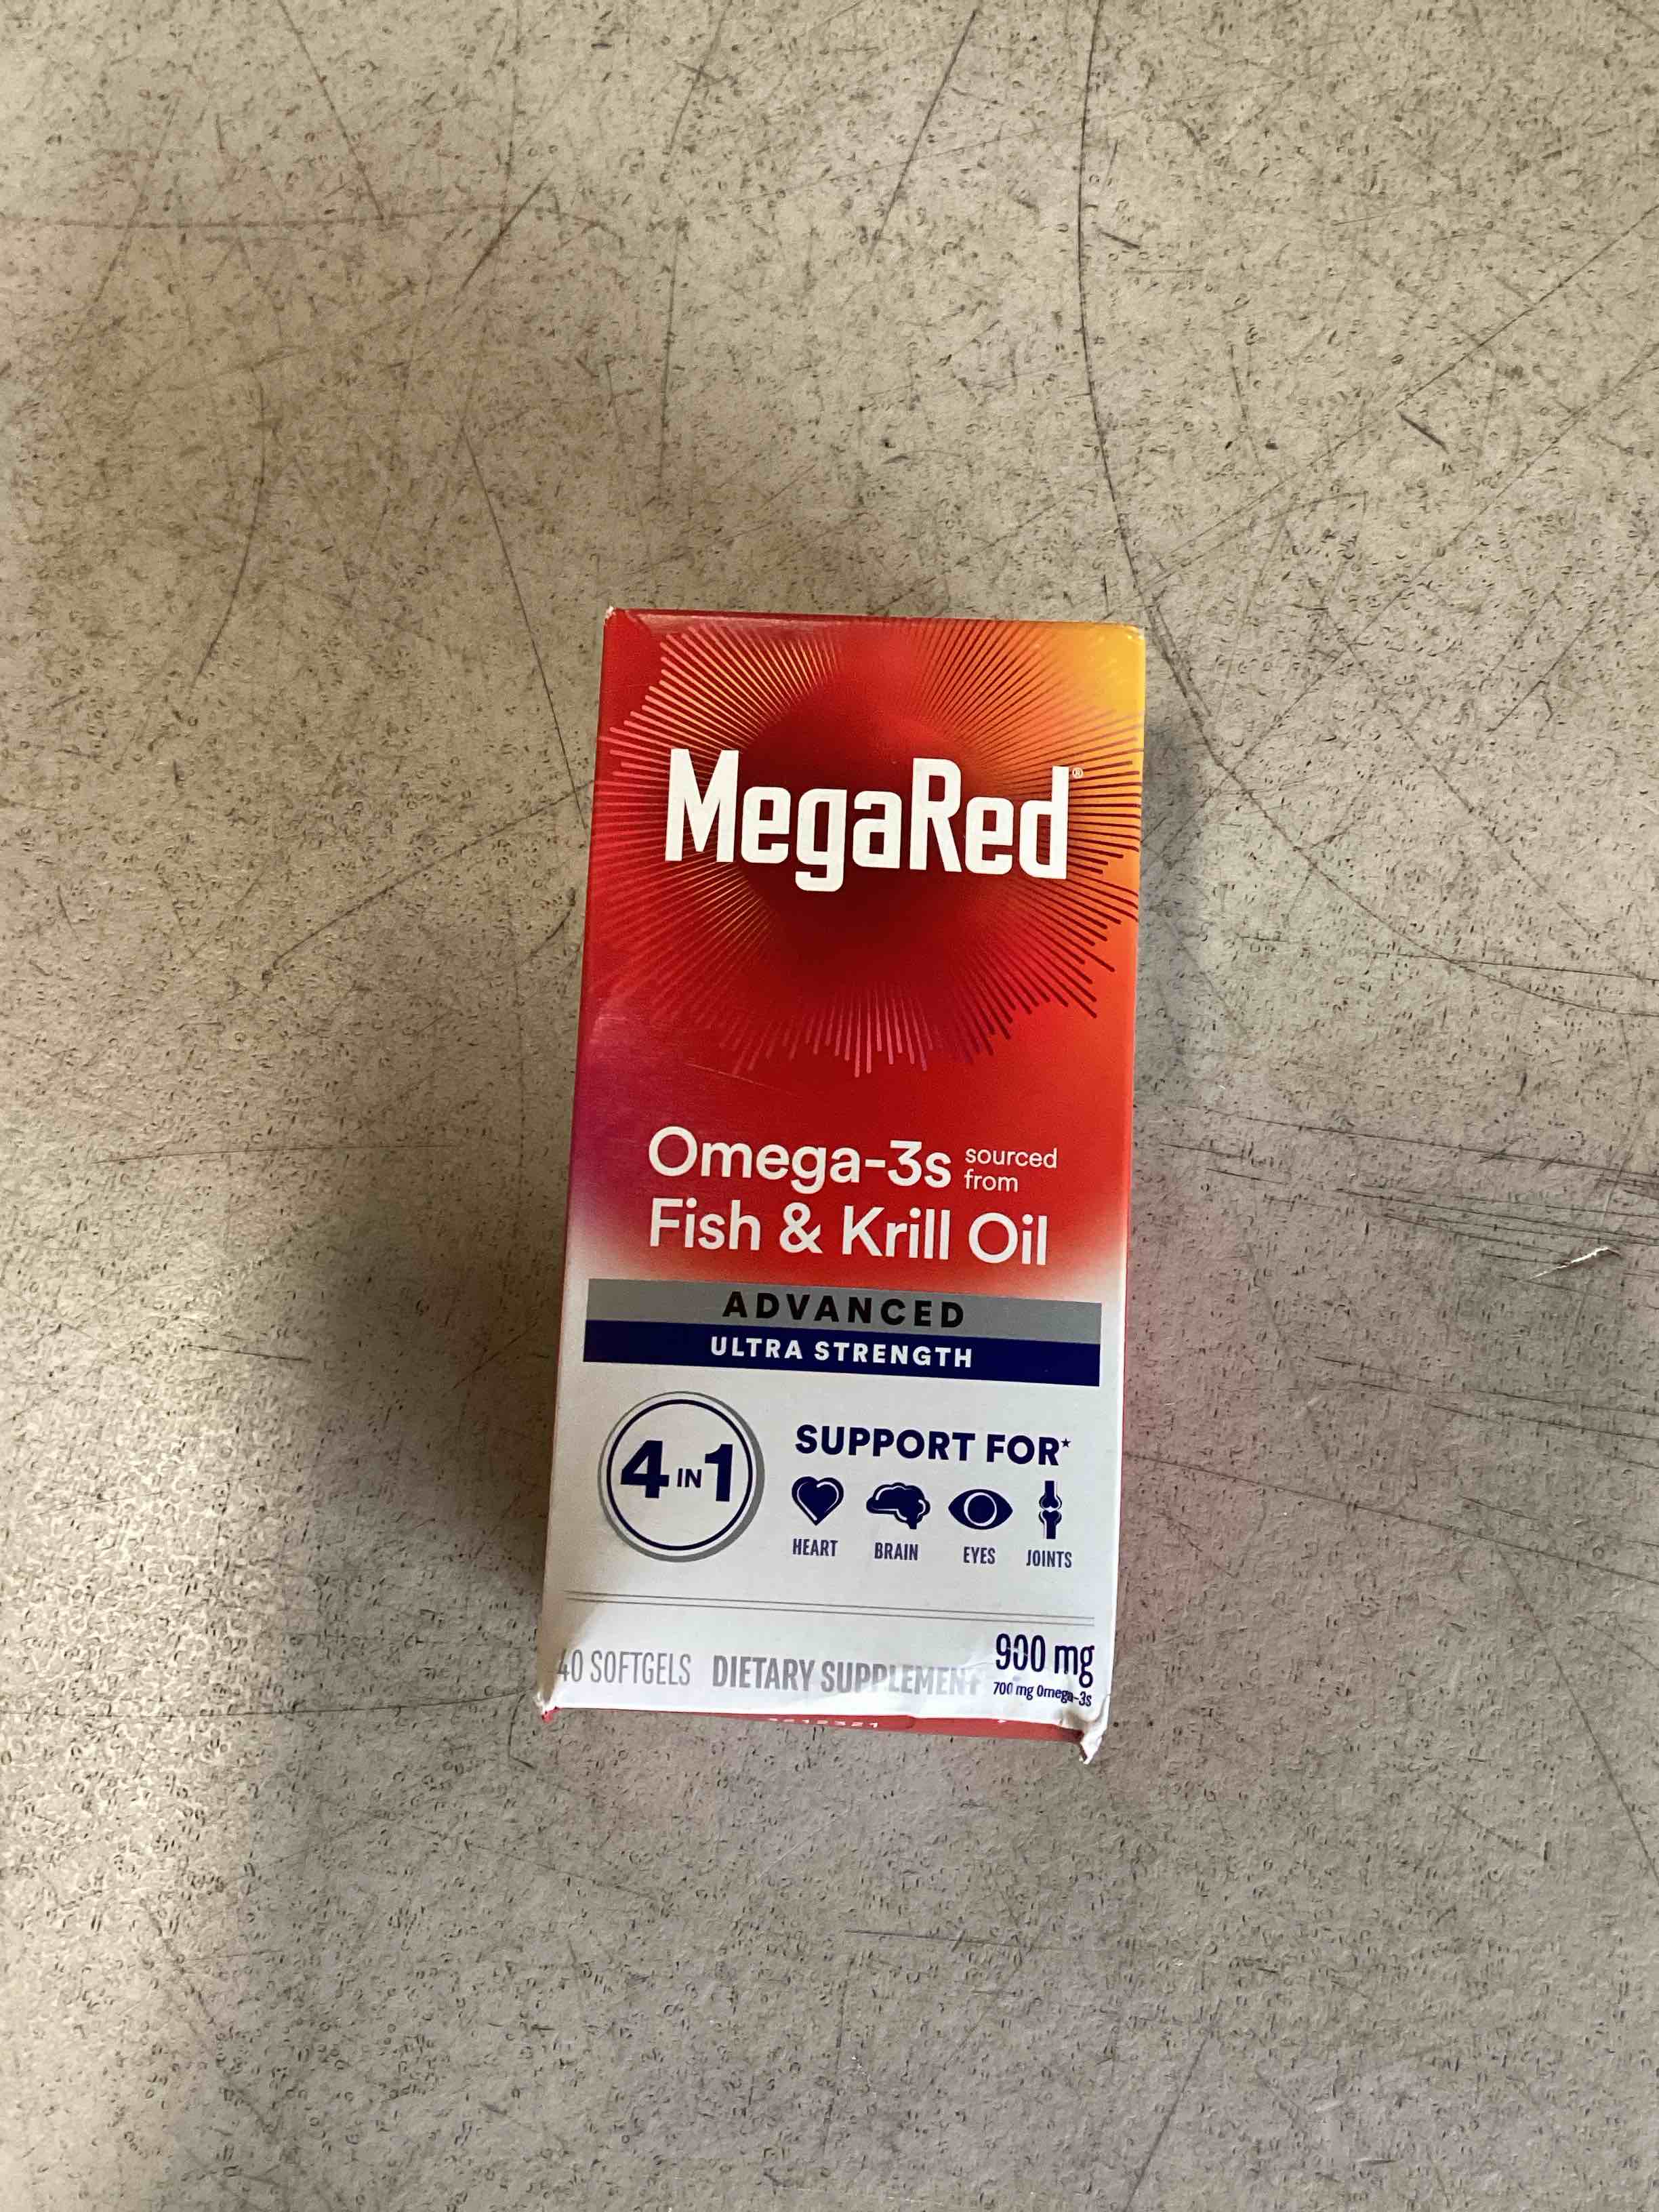 MegaRed®
Omega-3s sourced from
Fish & Krill Oil
ADVANCED
ULTRA STRENGTH
4 IN 1
SUPPORT FOR*
HEART BRAIN EYES JOINTS
40 SOFTGELS DIETARY SUPPLEMENT 900 mg
700 mg Omega-3s